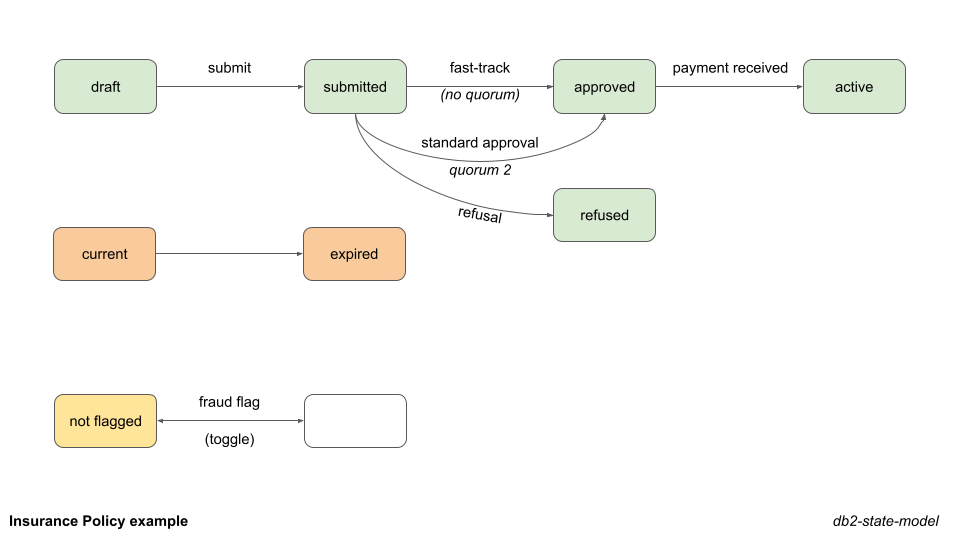 submit
fast-track
payment received
draft
submitted
(no quorum)
approved
active
standard approval
quorum 2
refusal
refused
current
expired
fraud flag
not flagged
(toggle)
Insurance Policy example
db2-state-model